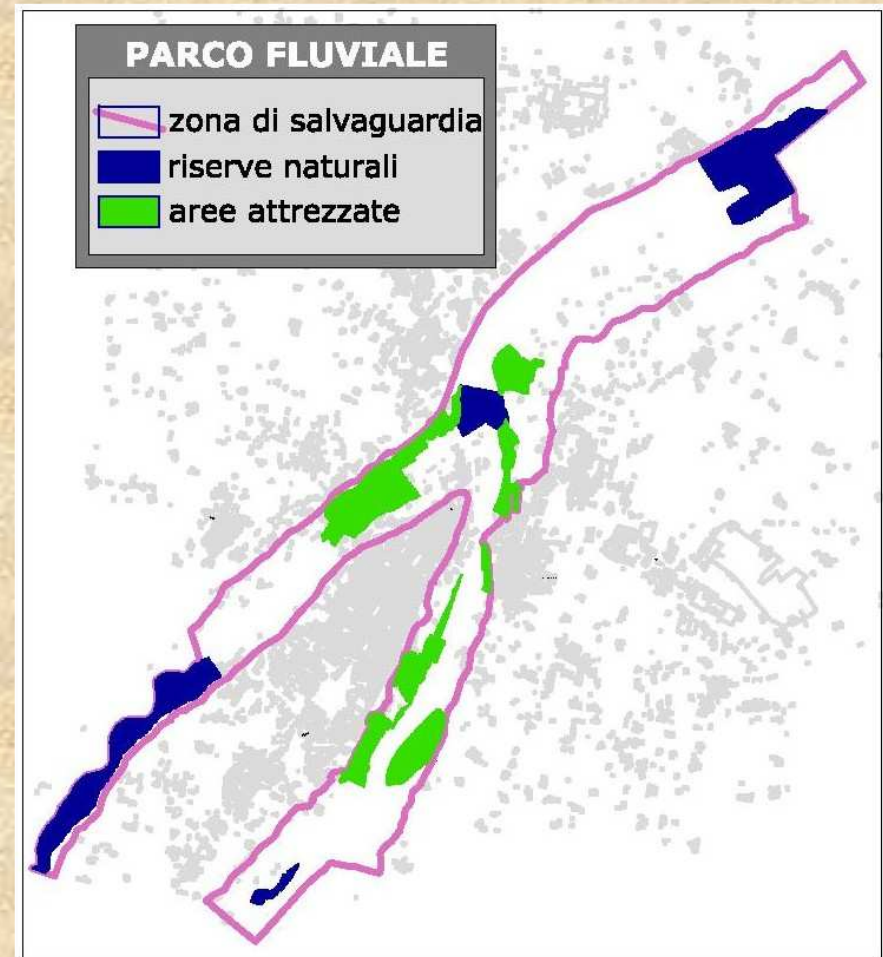 PARCO FLUVIALE
zona di salvaguardia
riserve naturali
aree attrezzate